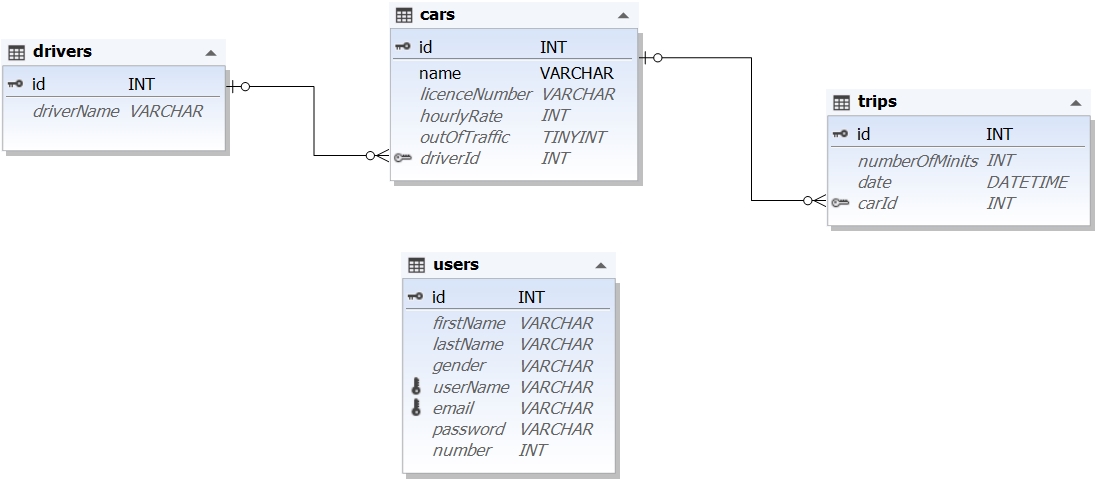 drivers
id INT
driverName VARCHAR
cars
id INT
name VARCHAR
licenceNumber VARCHAR
hourlyRate INT
outOfTraffic TINYINT
driverId INT
trips
id INT
numberOfMinits INT
date DATETIME
carId INT
users
id INT
firstName VARCHAR
lastName VARCHAR
gender VARCHAR
userName VARCHAR
email VARCHAR
password VARCHAR
number INT